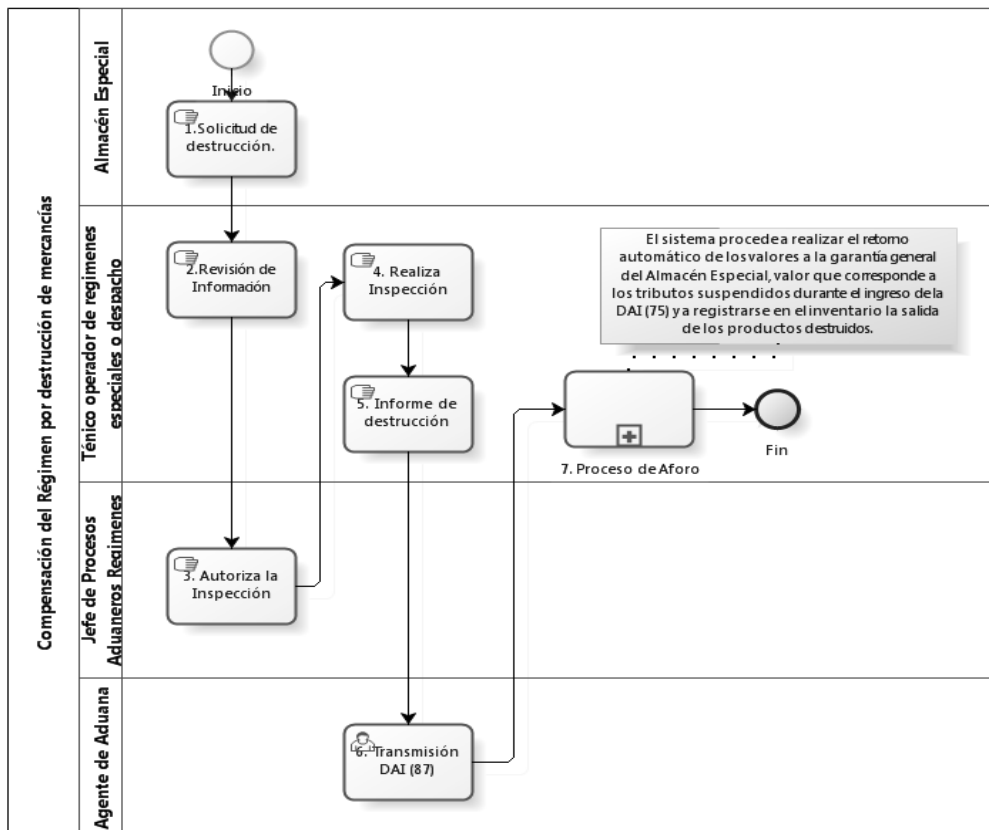 Compensación del Régimen por destrucción de mercancías
Almacén Especial
Inicio
1.Solicitud de
destrucción.
Ténico operador de regimenes
especiales o despacho
2.Revisión de
Información
4. Realiza
Inspección
El sistema procede a realizar el retorno
automático de los valores a la garantía general
del Almacén Especial, valor que corresponde a
los tributos suspendidos durante el ingreso de la
DAI (75) y a registrarse en el inventario la salida
de los productos destruidos.
5. Informe de
destrucción
7. Proceso de Aforo
Fin
Jefe de Procesos
Aduaneros Regimenes
3. Autoriza la
Inspección
Agente de Aduana
6. Transmisión
DAI (87)